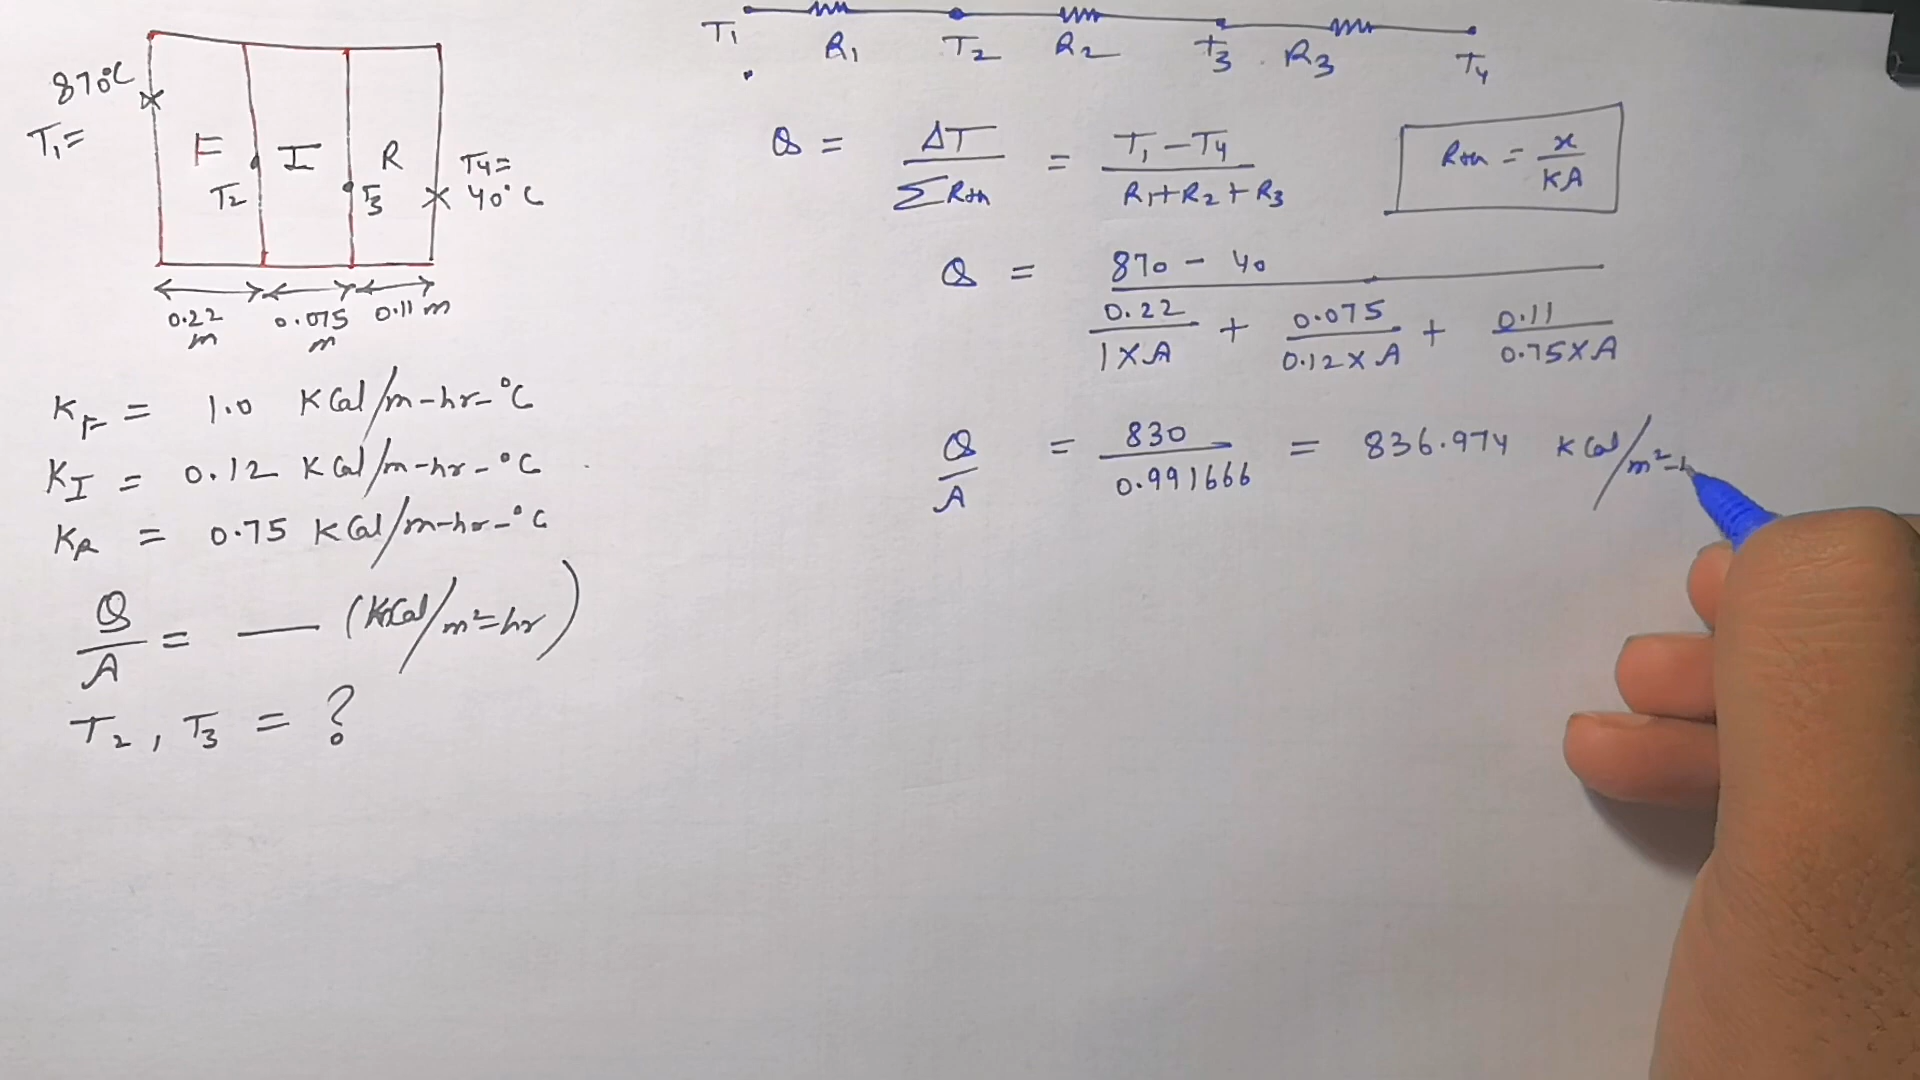 870°C
T1 =
F I R
T2 T3
T4 =
40°C
0.22 m
0.075 m
0.11 m
KF = 1.0 KCal/m-hr-°C
KI = 0.12 KCal/m-hr-°C
KR = 0.75 KCal/m-hr-°C
Q/A = — (KCal/m²-hr)
T2, T3 = ?
T1 R1 T2 R2 T3 R3 T4
Q = ΔT/ΣRth = (T1 - T4)/(R1 + R2 + R3)
Rth = x/KA
Q = 870 - 40
0.22/(1 × A) + 0.075/(0.12 × A) + 0.11/(0.75 × A)
Q/A = 830/0.991666 = 836.974 KCal/m²-